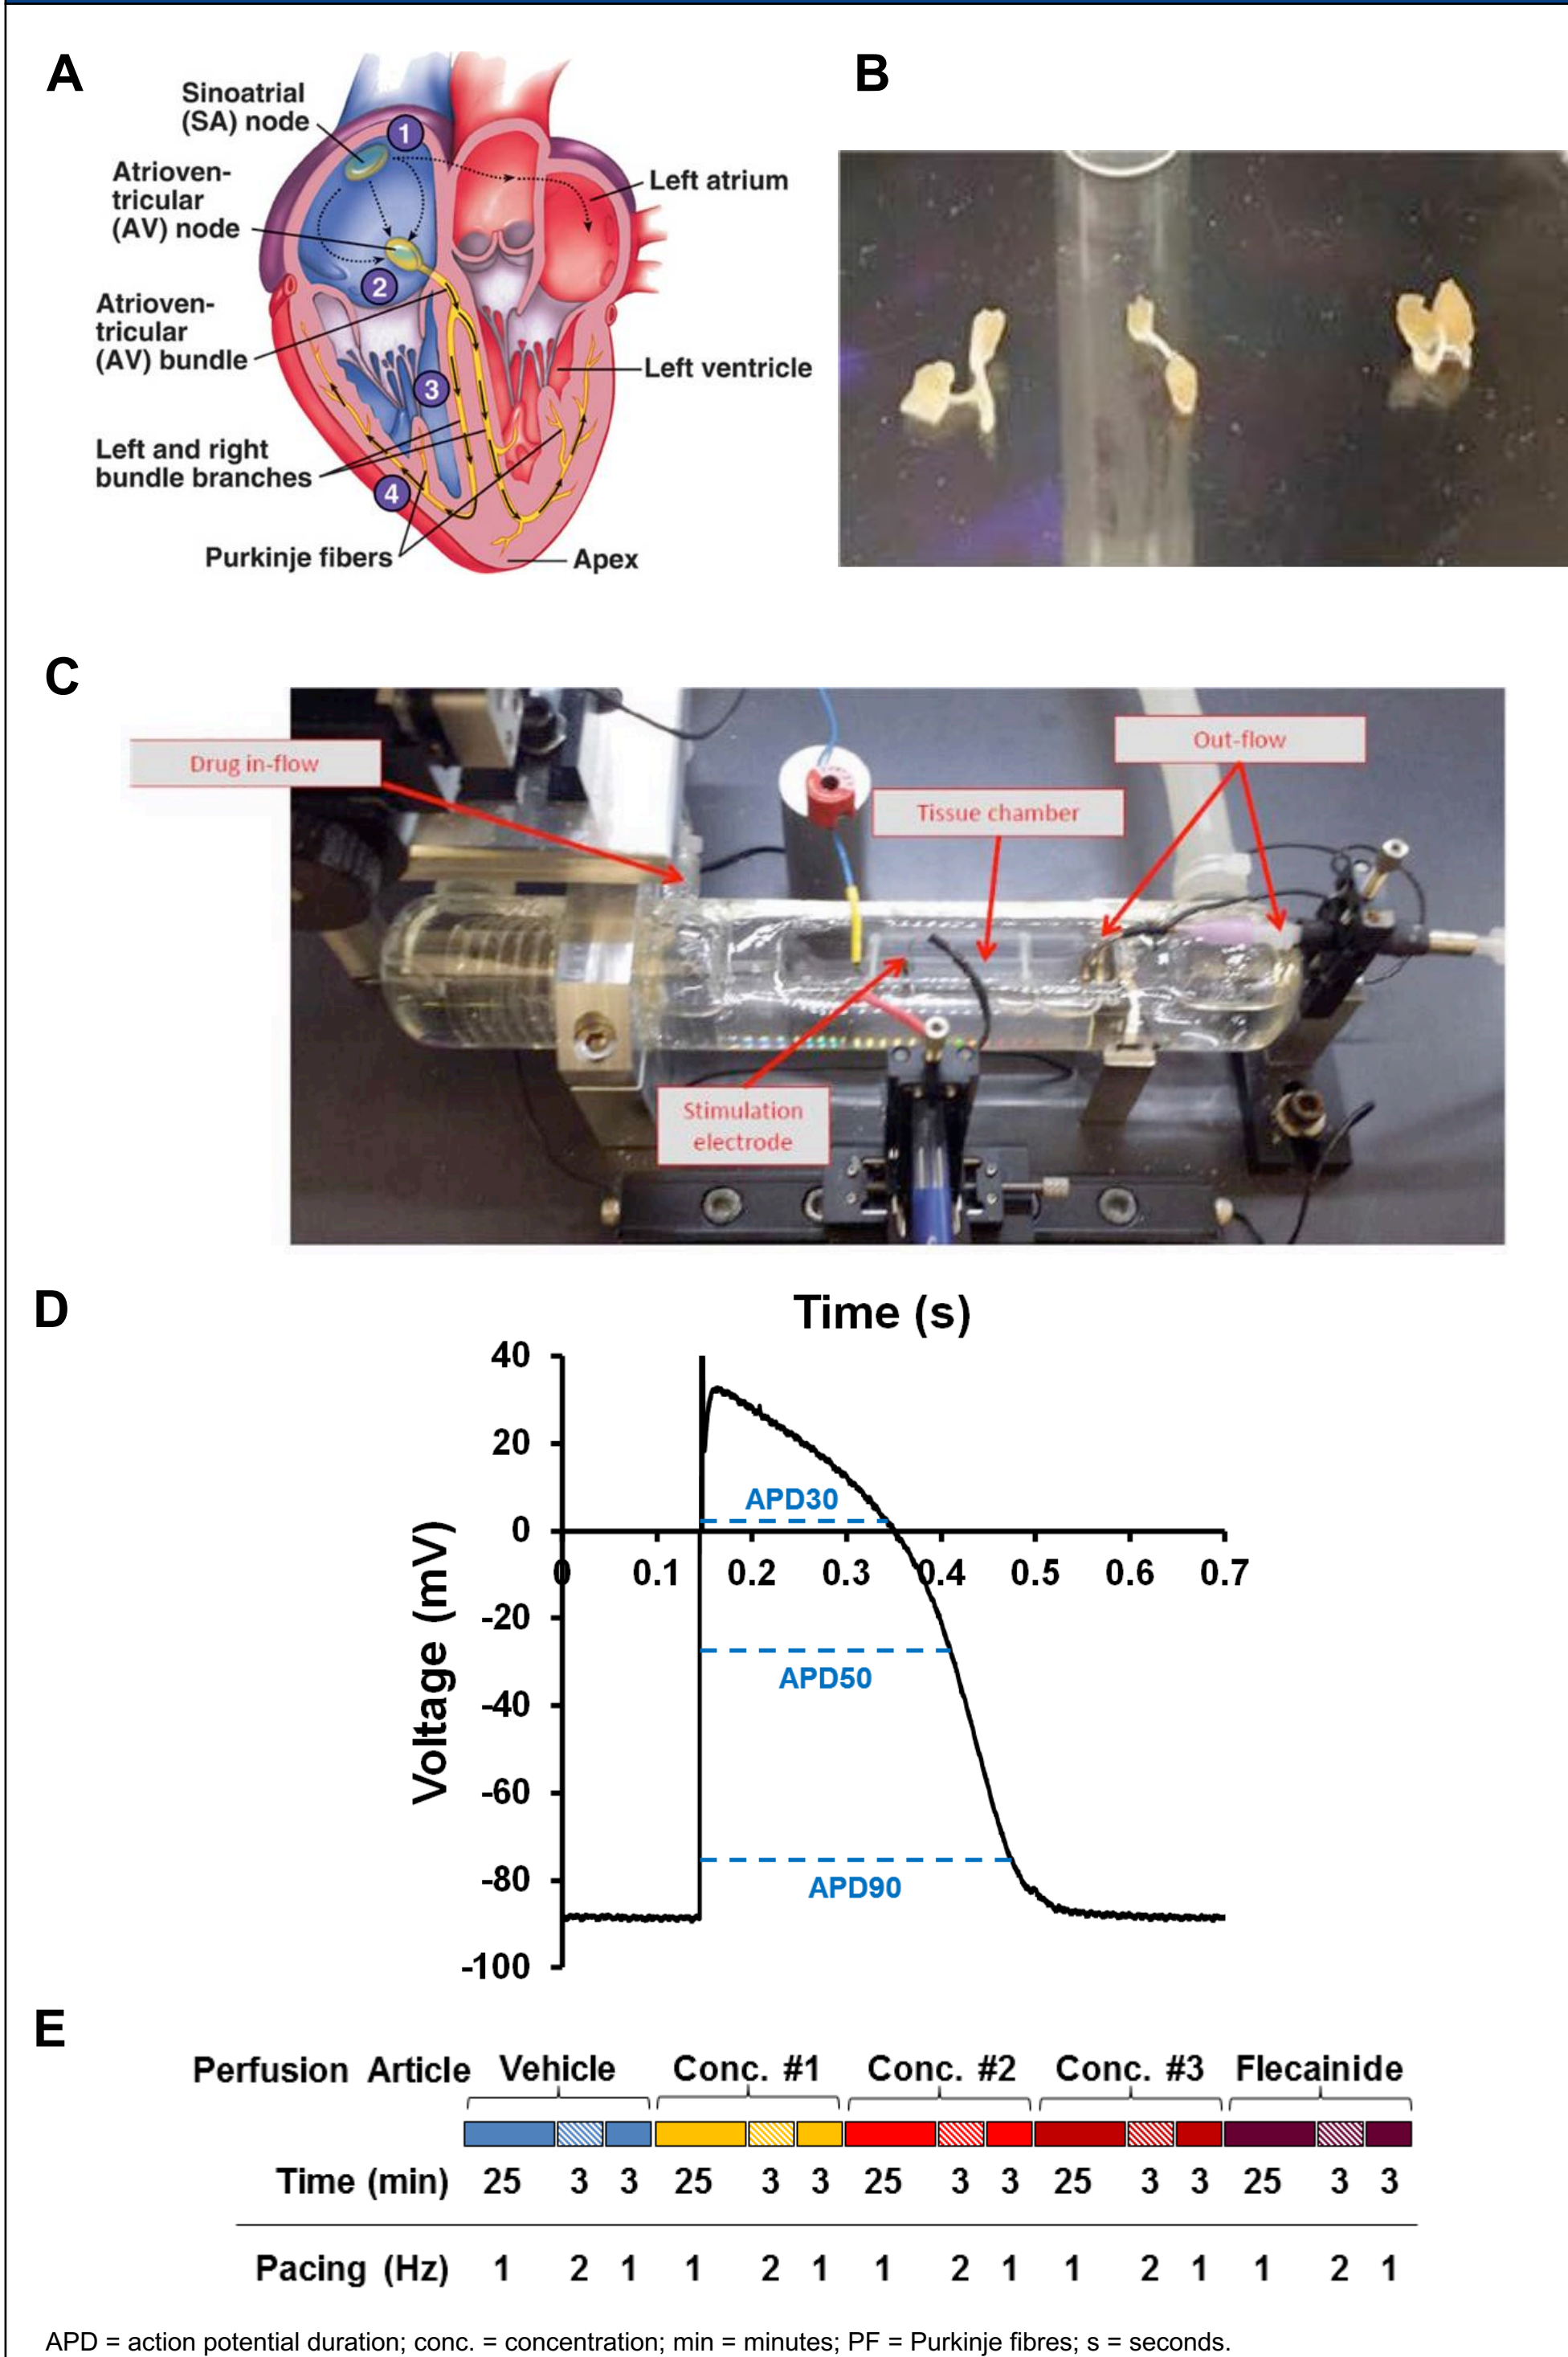 A
Sinoatrial
(SA) node
1
Atrioven-
tricular
(AV) node
2
Atrioven-
tricular
(AV) bundle
3
Left and right
bundle branches
4
Purkinje fibers
Left atrium
Left ventricle
Apex
B
C
Drug in-flow
Out-flow
Tissue chamber
Stimulation
electrode
D
Time (s)
Voltage (mV)
40
20
0
-20
-40
-60
-80
-100
0 0.1 0.2 0.3 0.4 0.5 0.6 0.7
APD30
APD50
APD90
E
Perfusion Article Vehicle Conc. #1 Conc. #2 Conc. #3 Flecainide
Time (min) 25 3 3 25 3 3 25 3 3 25 3 3 25 3 3
Pacing (Hz) 1 2 1 1 2 1 1 2 1 1 2 1 1 2 1
APD = action potential duration; conc. = concentration; min = minutes; PF = Purkinje fibres; s = seconds.